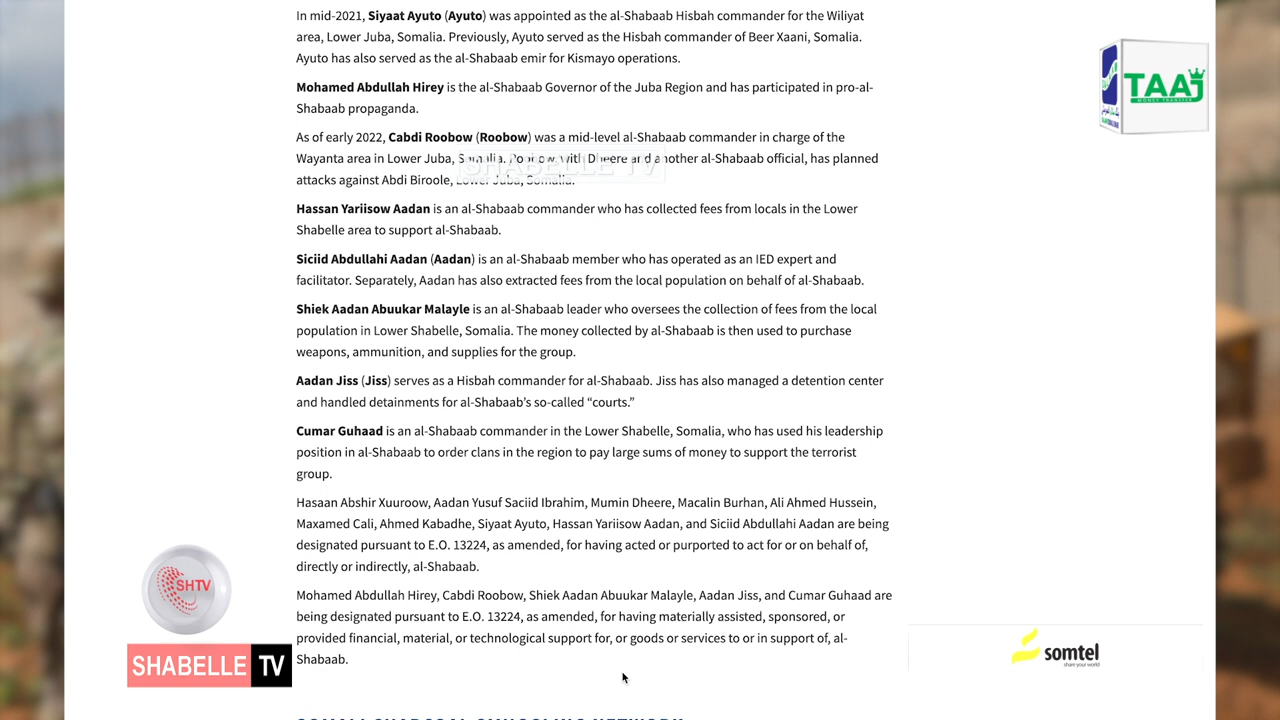 In mid-2021, Siyaat Ayuto (Ayuto) was appointed as the al-Shabaab Hisbah commander for the Wiliyat
area, Lower Juba, Somalia. Previously, Ayuto served as the Hisbah commander of Beer Xaani, Somalia.
Ayuto has also served as the al-Shabaab emir for Kismayo operations.
Mohamed Abdullah Hirey is the al-Shabaab Governor of the Juba Region and has participated in pro-al-
Shabaab propaganda.
As of early 2022, Cabdi Roobow (Roobow) was a mid-level al-Shabaab commander in charge of the
Wayanta area in Lower Juba, Somalia. Roobow, with Dheere and another al-Shabaab official, has planned
attacks against Abdi Biroole, Lower Juba, Somalia.
SHABELLE TV
Hassan Yariisow Aadan is an al-Shabaab commander who has collected fees from locals in the Lower
Shabelle area to support al-Shabaab.
Siciid Abdullahi Aadan (Aadan) is an al-Shabaab member who has operated as an IED expert and
facilitator. Separately, Aadan has also extracted fees from the local population on behalf of al-Shabaab.
Shiek Aadan Abuukar Malayle is an al-Shabaab leader who oversees the collection of fees from the local
population in Lower Shabelle, Somalia. The money collected by al-Shabaab is then used to purchase
weapons, ammunition, and supplies for the group.
Aadan Jiss (Jiss) serves as a Hisbah commander for al-Shabaab. Jiss has also managed a detention center
and handled detainments for al-Shabaab’s so-called “courts.”
Cumar Guhaad is an al-Shabaab commander in the Lower Shabelle, Somalia, who has used his leadership
position in al-Shabaab to order clans in the region to pay large sums of money to support the terrorist
group.
Hasaan Abshir Xuuroow, Aadan Yusuf Saciid Ibrahim, Mumin Dheere, Macalin Burhan, Ali Ahmed Hussein,
Maxamed Cali, Ahmed Kabadhe, Siyaat Ayuto, Hassan Yariisow Aadan, and Siciid Abdullahi Aadan are being
designated pursuant to E.O. 13224, as amended, for having acted or purported to act for or on behalf of,
directly or indirectly, al-Shabaab.
Mohamed Abdullah Hirey, Cabdi Roobow, Shiek Aadan Abuukar Malayle, Aadan Jiss, and Cumar Guhaad are
being designated pursuant to E.O. 13224, as amended, for having materially assisted, sponsored, or
provided financial, material, or technological support for, or goods or services to or in support of, al-
Shabaab.
TAAJ
MONEY TRANSFER
SHTV
SHABELLE TV
somtel
share your world